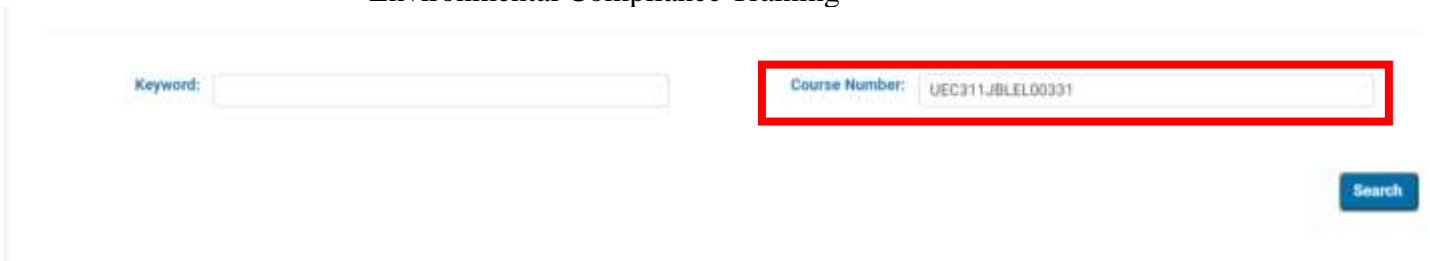 Environmental Compliance Training
Keyword:
Course Number: UEC311JBLEL00331
Search